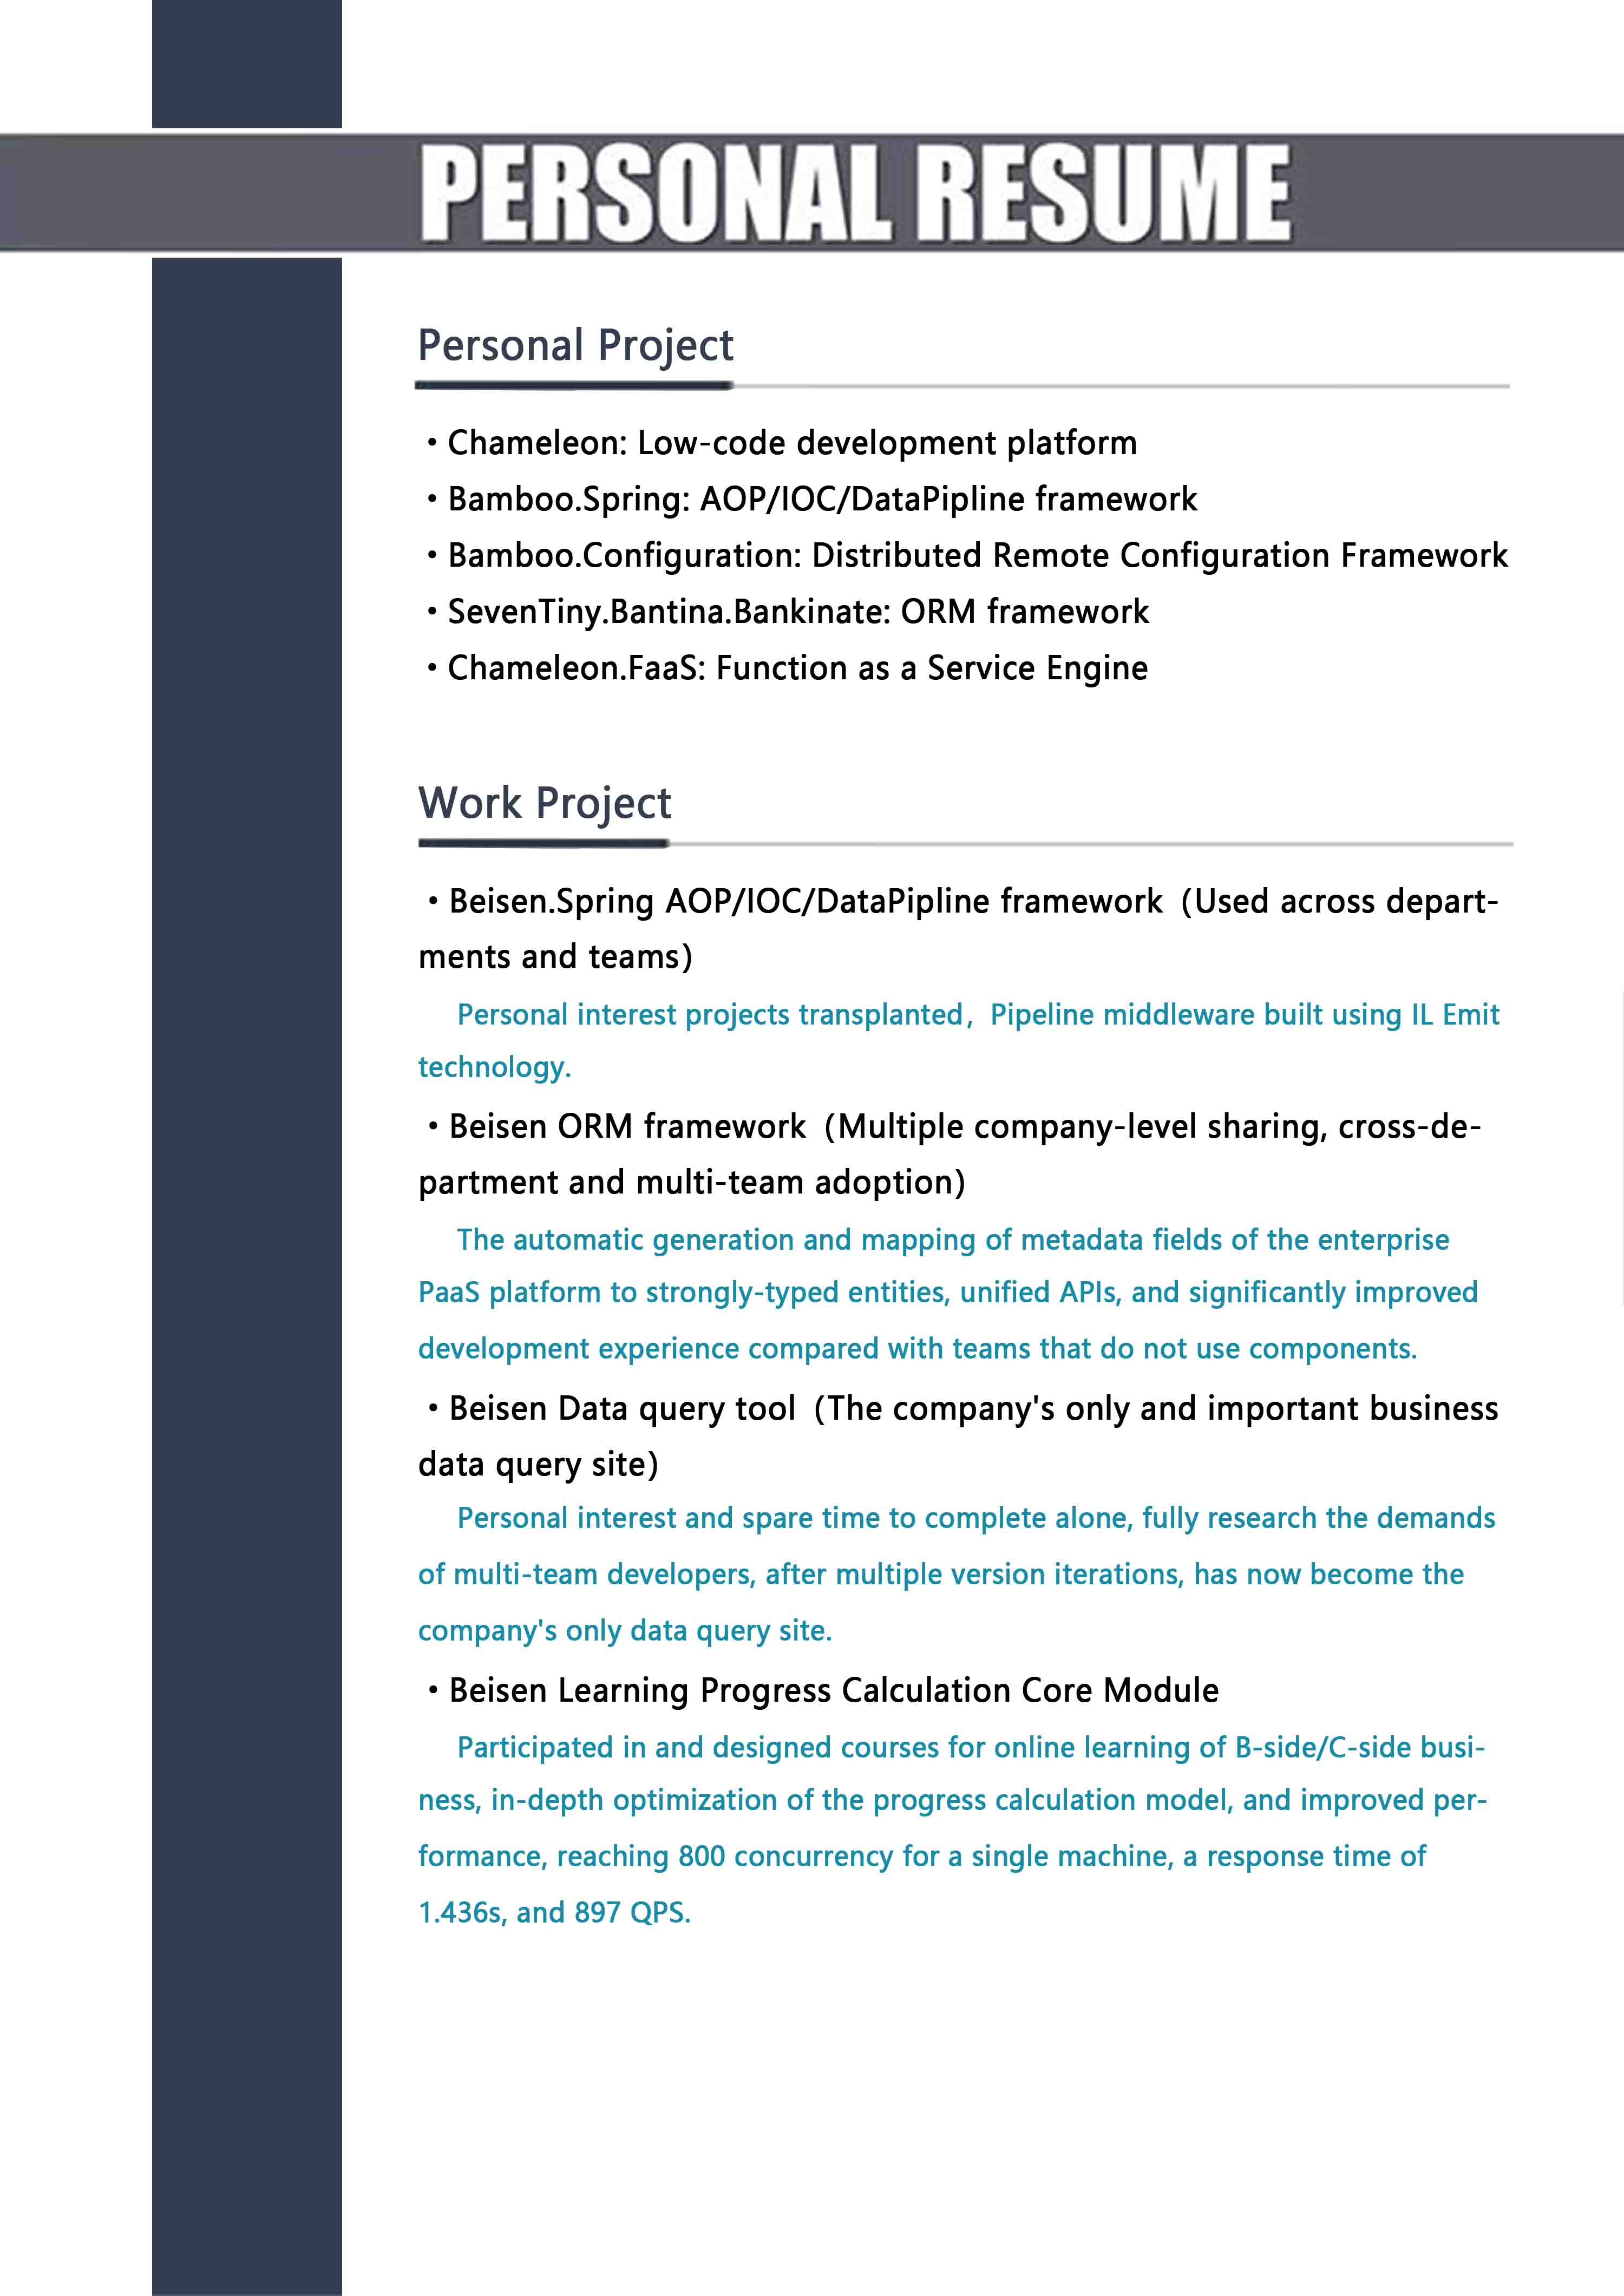 PERSONAL RESUME
Personal Project
・Chameleon: Low-code development platform
・Bamboo.Spring: AOP/IOC/DataPipline framework
・Bamboo.Configuration: Distributed Remote Configuration Framework
・SevenTiny.Bantina.Bankinate: ORM framework
・Chameleon.FaaS: Function as a Service Engine
Work Project
・Beisen.Spring AOP/IOC/DataPipline framework（Used across depart-
ments and teams）
Personal interest projects transplanted，Pipeline middleware built using IL Emit
technology.
・Beisen ORM framework（Multiple company-level sharing, cross-de-
partment and multi-team adoption）
The automatic generation and mapping of metadata fields of the enterprise
PaaS platform to strongly-typed entities, unified APIs, and significantly improved
development experience compared with teams that do not use components.
・Beisen Data query tool（The company's only and important business
data query site）
Personal interest and spare time to complete alone, fully research the demands
of multi-team developers, after multiple version iterations, has now become the
company's only data query site.
・Beisen Learning Progress Calculation Core Module
Participated in and designed courses for online learning of B-side/C-side busi-
ness, in-depth optimization of the progress calculation model, and improved per-
formance, reaching 800 concurrency for a single machine, a response time of
1.436s, and 897 QPS.